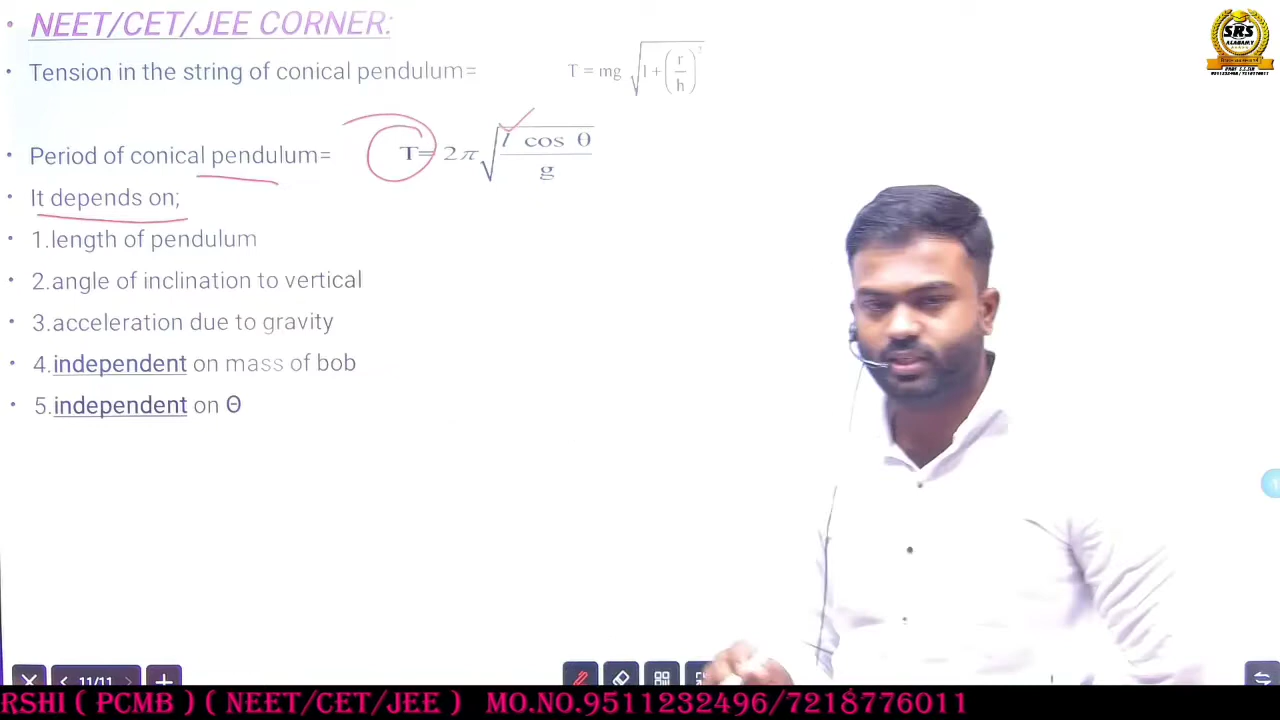 • NEET/CET/JEE CORNER:
• Tension in the string of conical pendulum= T = mg √(1 + (r/h)²)
• Period of conical pendulum= T= 2π √(l cos θ / g)
• It depends on;
• 1.length of pendulum
• 2.angle of inclination to vertical
• 3.acceleration due to gravity
• 4.independent on mass of bob
• 5.independent on Θ
SRS
11/11
RSHI ( PCMB ) ( NEET/CET/JEE ) MO.NO.9511232496/7218776011